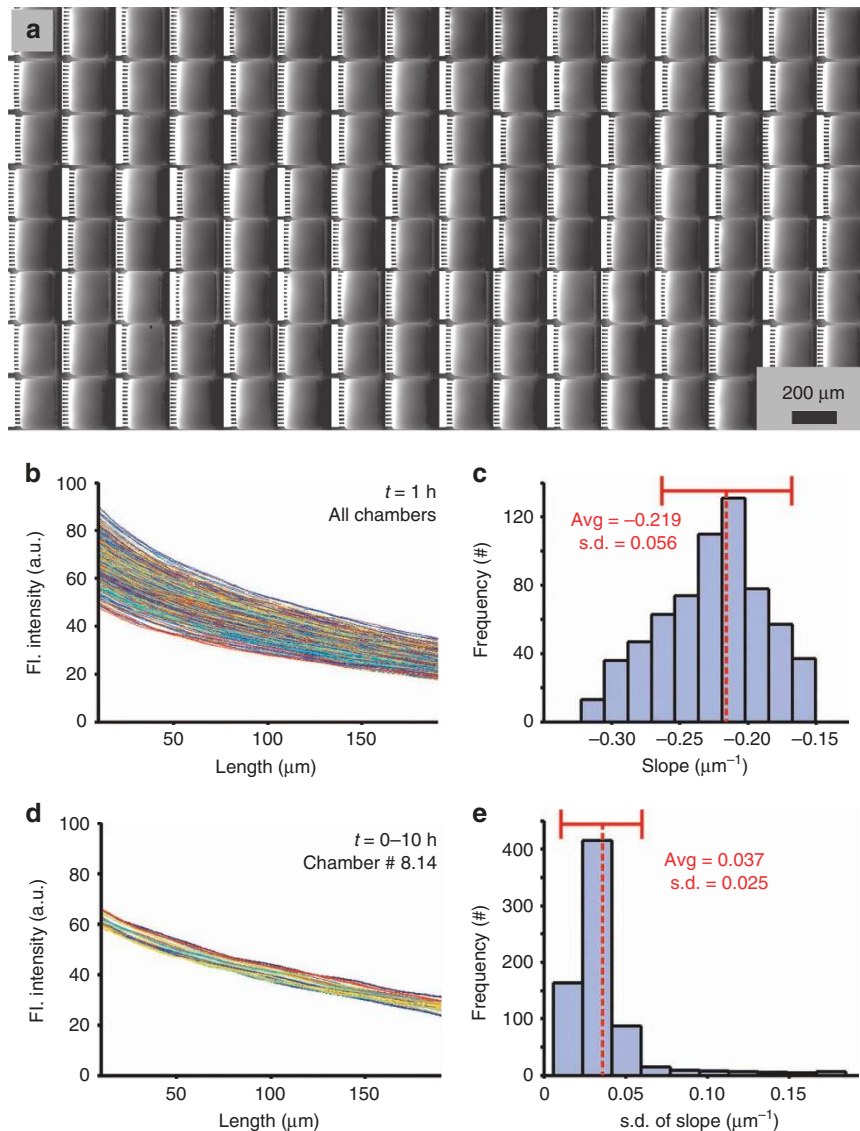 a
200 μm
b
100
80
60
40
20
0
Fl. intensity (a.u.)
t = 1 h
All chambers
50
100
150
Length (μm)
c
120
80
40
0
Frequency (#)
Avg = –0.219
s.d. = 0.056
–0.30
–0.25
–0.20
–0.15
Slope (μm⁻¹)
d
100
80
60
40
20
0
Fl. intensity (a.u.)
t = 0–10 h
Chamber # 8.14
50
100
150
Length (μm)
e
400
300
200
100
0
Frequency (#)
Avg = 0.037
s.d. = 0.025
0
0.05
0.10
0.15
s.d. of slope (μm⁻¹)